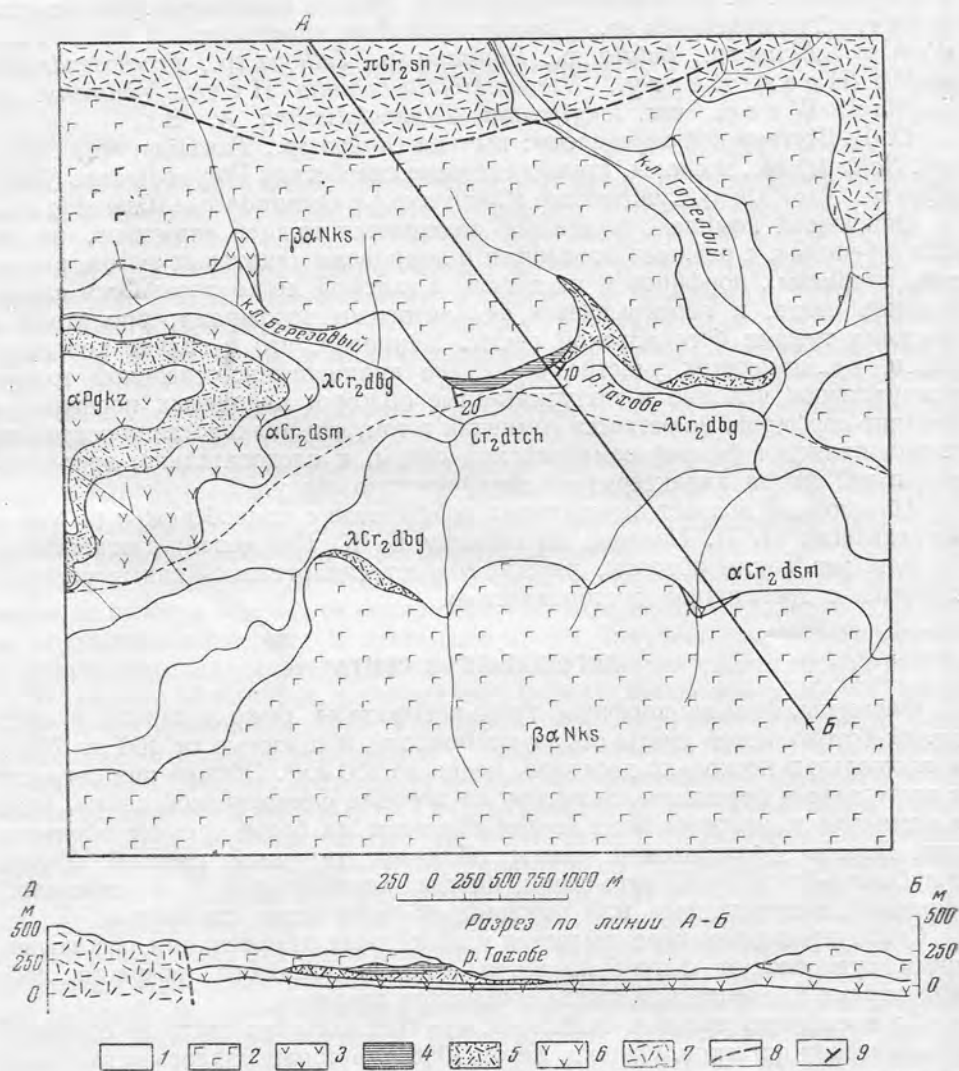 А
πCr₂sn
кл. Горелый
βαNks
кл. Березовый
λCr₂dbg
10
р. Тахобе
αPgkz
20
λCr₂dbg
αCr₂dsm
Cr₂dtch
λCr₂dbg
αCr₂dsm
Б
βαNks
250 0 250 500 750 1000 м
А Б
м м
500 Разрез по линии А-Б 500
р. Тахобе
250 250
0 0
1 2 3 4 5 6 7 8 9